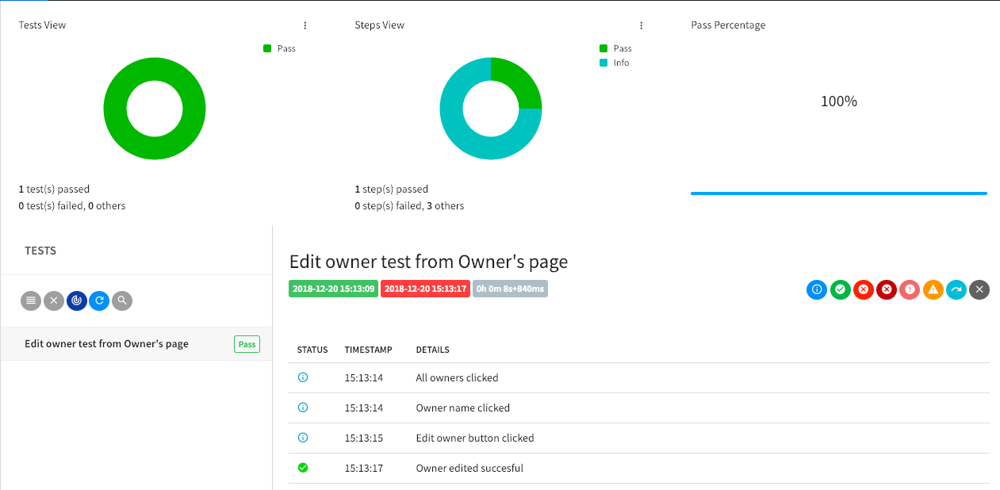 Tests View
Pass
1 test(s) passed
0 test(s) failed, 0 others
Steps View
Pass
Info
1 step(s) passed
0 step(s) failed, 3 others
Pass Percentage
100%
TESTS
Edit owner test from Owner's page Pass
Edit owner test from Owner's page
2018-12-20 15:13:09 2018-12-20 15:13:17 0h 0m 8s+840ms
STATUS TIMESTAMP DETAILS
15:13:14 All owners clicked
15:13:14 Owner name clicked
15:13:15 Edit owner button clicked
15:13:17 Owner edited succesful